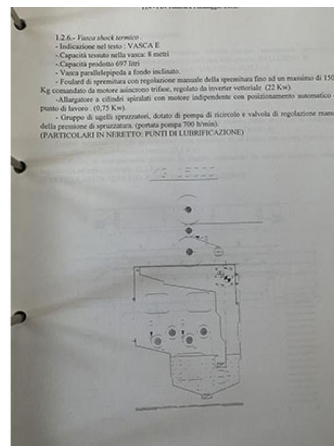 1.2.6.- Vasca shock termico .
- Indicazione nel testo : VASCA E
-.Capacità tessuto nella vasca: 8 metri
-.Capacità prodotto 697 litri
- Vasca parallelepipeda a fondo inclinato.
- Foulard di spremitura con regolazione manuale della spremitura fino ad un massimo di 150
Kg comandato da motore asincrono trifase, regolato da inverter vettoriale. (22 Kw).
-Allargatore a cilindri spiralati con motore indipendente con posizionamento automatico
punto di lavoro . (0,75 Kw).
- Gruppo di ugelli spruzzatori, dotato di pompa di ricircolo e valvola di regolazione manu
della pressione di spruzzatura. (portata pompa 700 h/min).
(PARTICOLARI IN NERETTO: PUNTI DI LUBRIFICAZIONE)